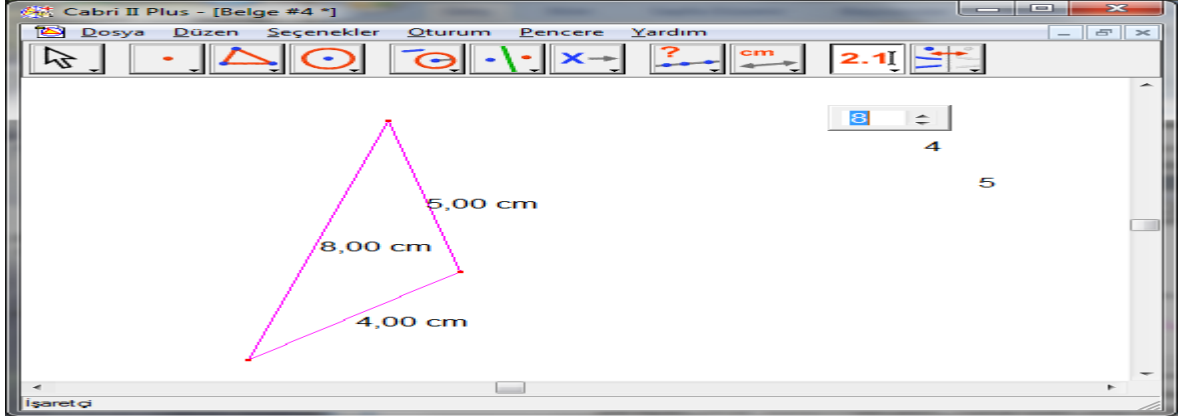 Cabri II Plus - [Belge #4 *]
Dosya Düzen Seçenekler Oturum Pencere Yardım
? cm 2.1
8
4
5
5,00 cm
8,00 cm
4,00 cm
İşaretçi